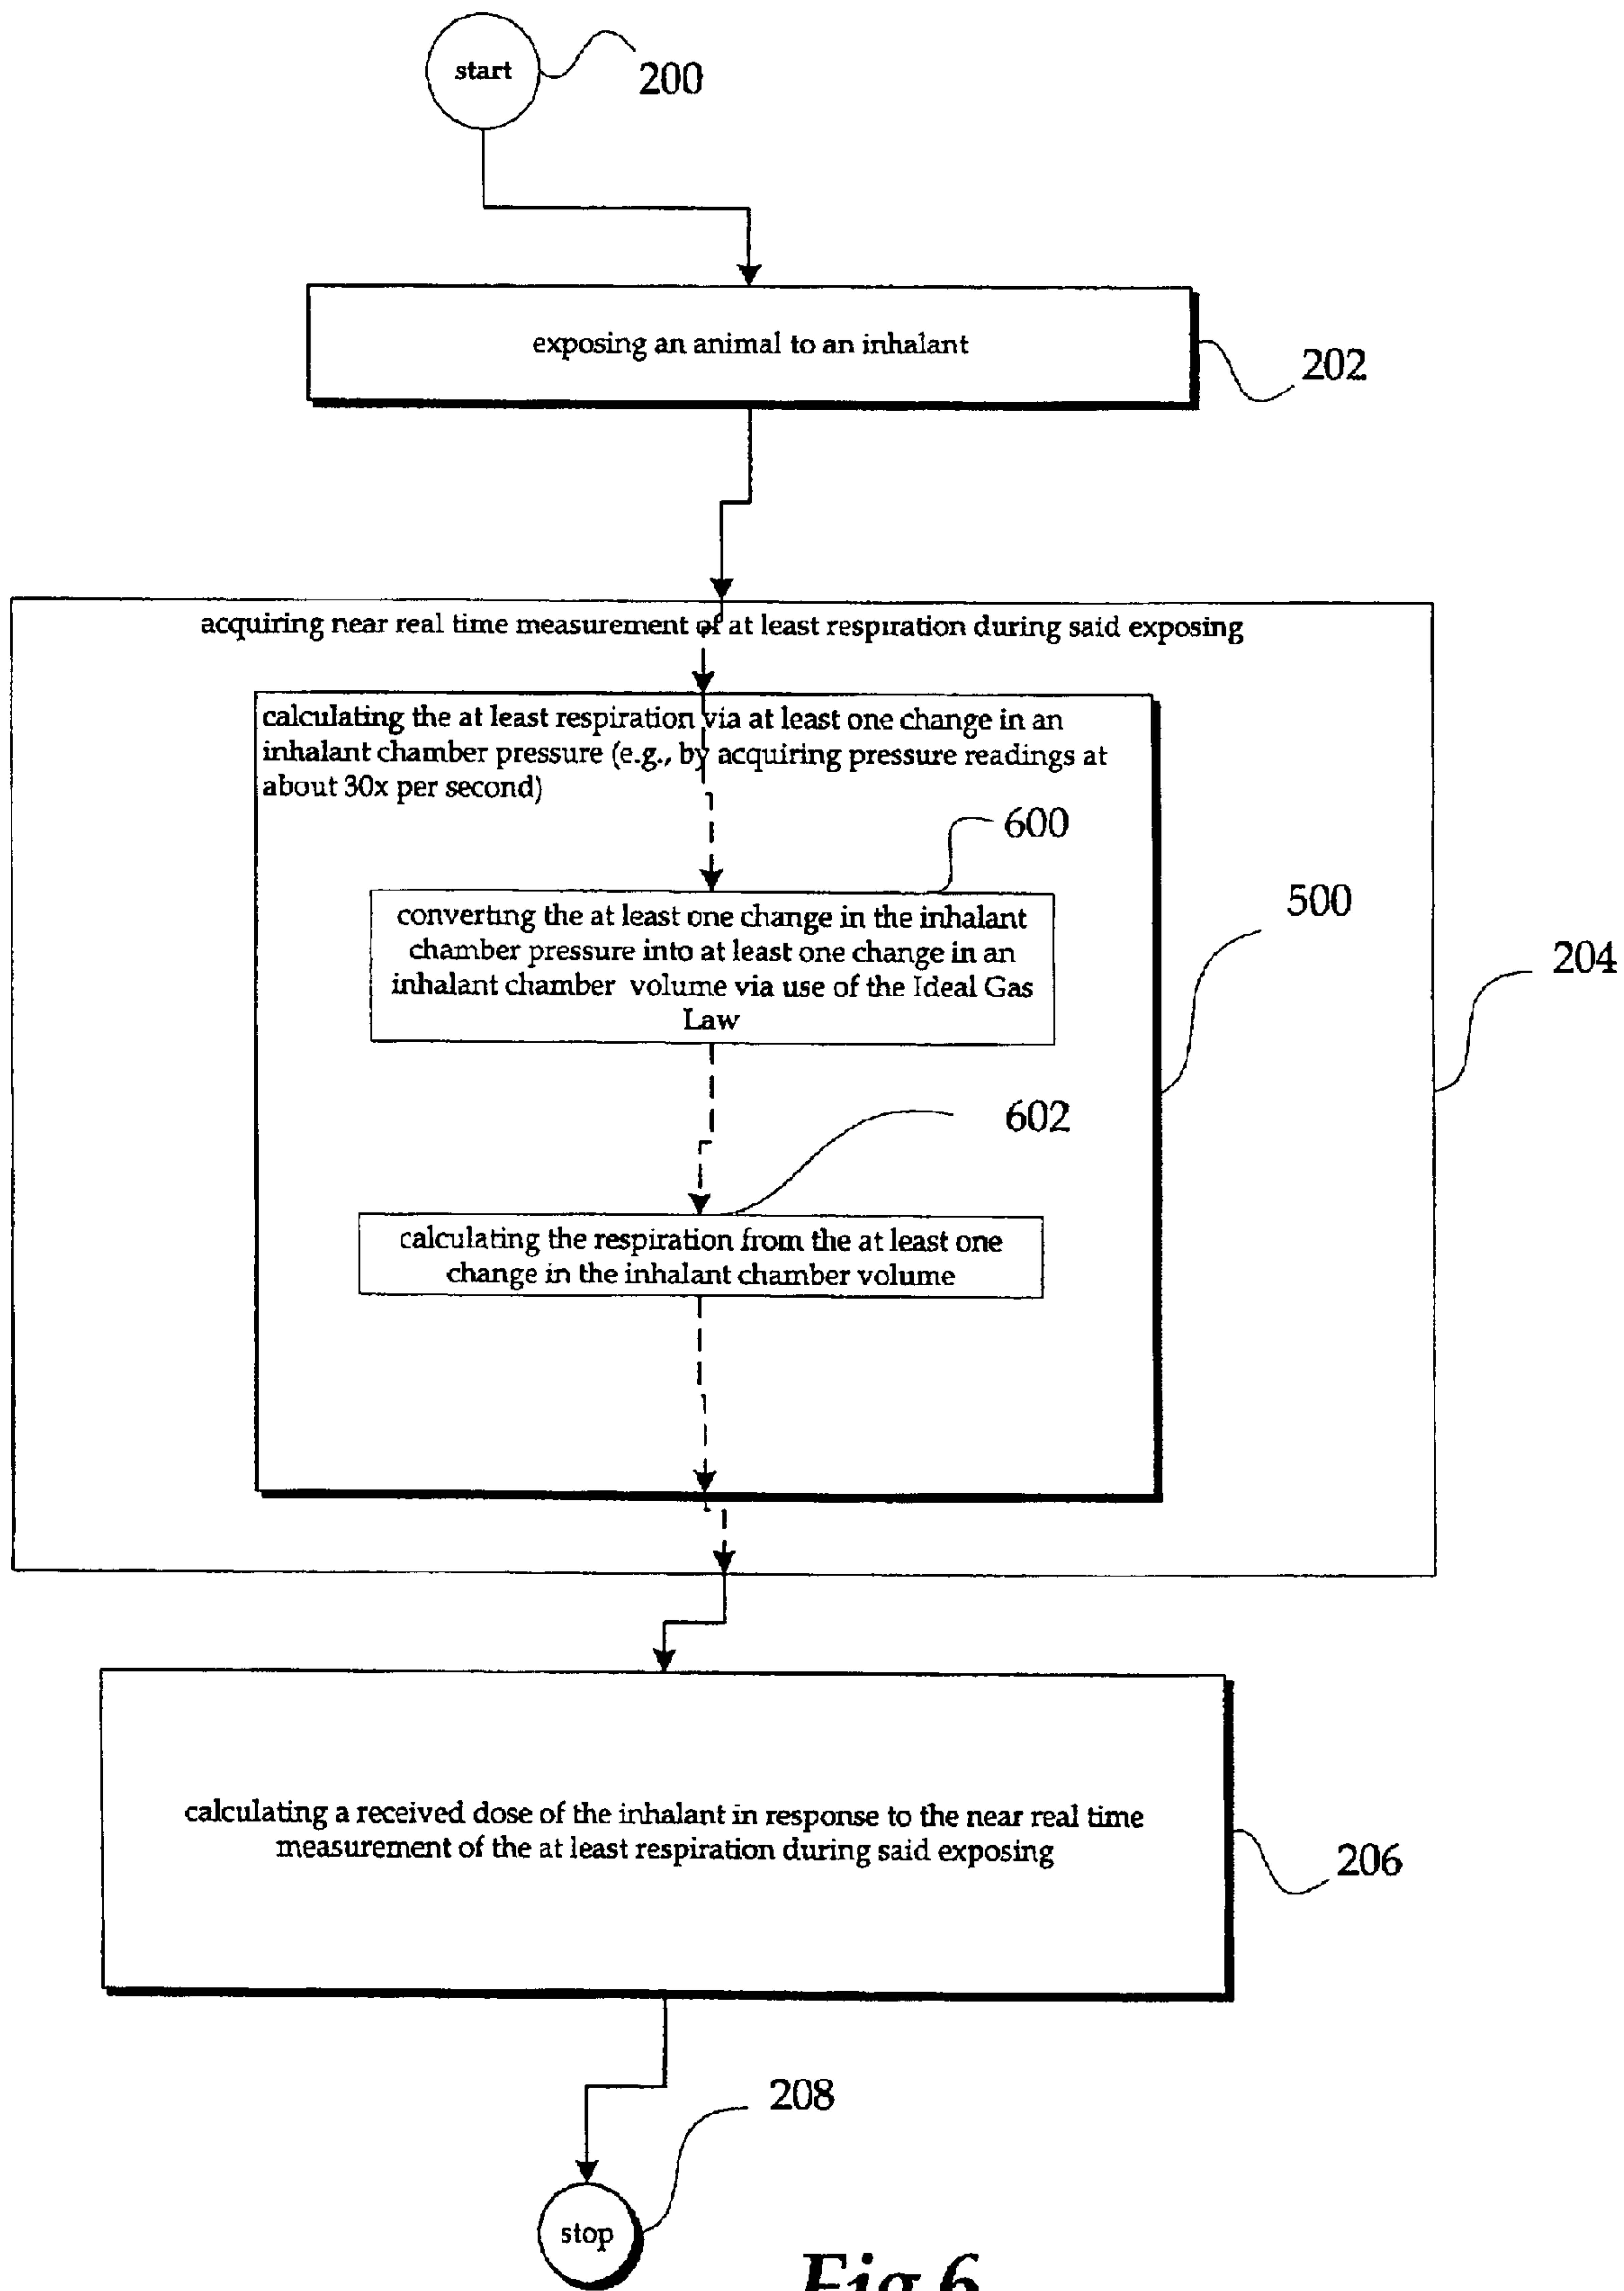 start
200
exposing an animal to an inhalant
202
acquiring near real time measurement of at least respiration during said exposing
calculating the at least respiration via at least one change in an
inhalant chamber pressure (e.g., by acquiring pressure readings at
about 30x per second)
600
converting the at least one change in the inhalant
chamber pressure into at least one change in an
inhalant chamber volume via use of the Ideal Gas
Law
500
204
602
calculating the respiration from the at least one
change in the inhalant chamber volume
calculating a received dose of the inhalant in response to the near real time
measurement of the at least respiration during said exposing
206
208
stop
Fig 6